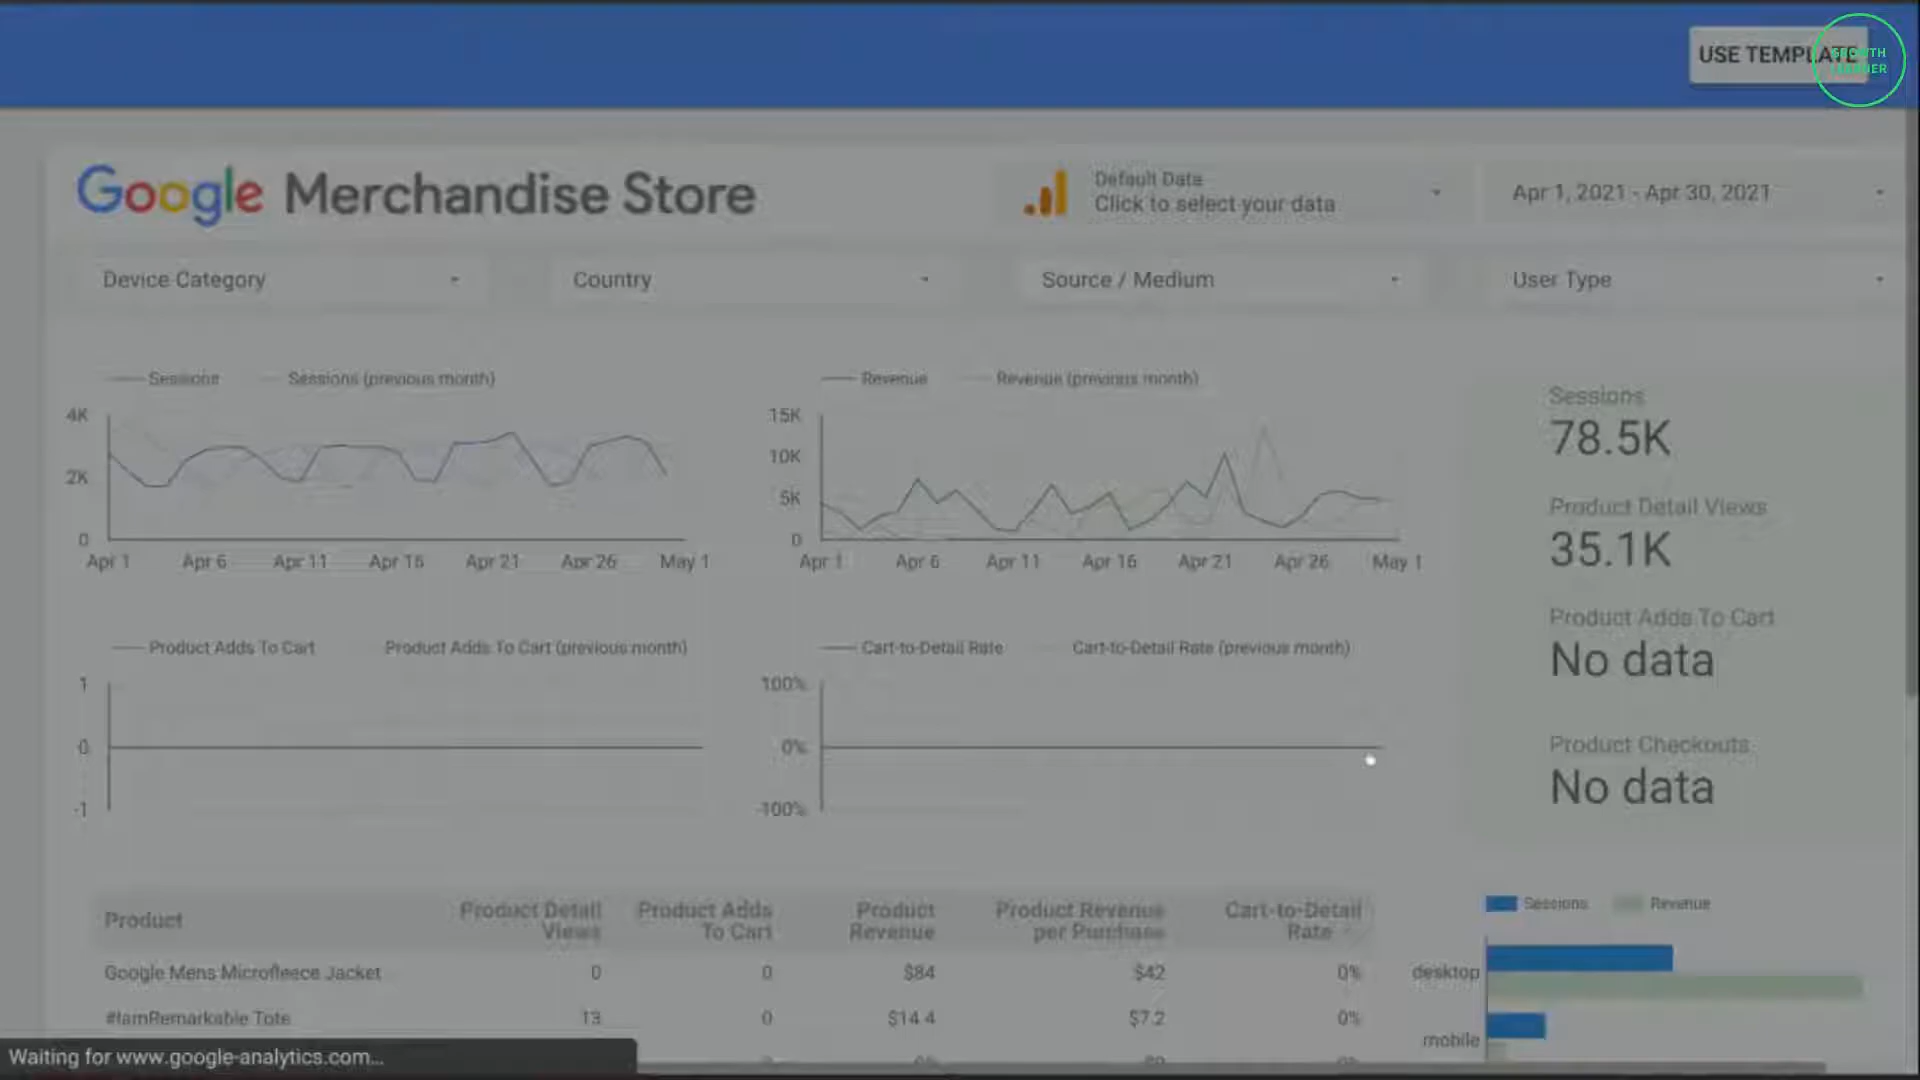 USE TEMPLATE
GROWTH
LEARNER
Google Merchandise Store
Default Data
Click to select your data
Apr 1, 2021 - Apr 30, 2021
Device Category
Country
Source / Medium
User Type
Sessions
Sessions (previous month)
4K
2K
0
Apr 1 Apr 6 Apr 11 Apr 16 Apr 21 Apr 26 May 1
Revenue
Revenue (previous month)
15K
10K
5K
0
Apr 1 Apr 6 Apr 11 Apr 16 Apr 21 Apr 26 May 1
Sessions
78.5K
Product Detail Views
35.1K
Product Adds To Cart
No data
Product Checkouts
No data
Product Adds To Cart
Product Adds To Cart (previous month)
1
0
-1
Cart-to-Detail Rate
Cart-to-Detail Rate (previous month)
100%
0%
-100%
Product
Product Detail
Views
Product Adds
To Cart
Product
Revenue
Product Revenue
per Purchase
Cart-to-Detail
Rate
Google Mens Microfleece Jacket 0 0 $84 $42 0%
#IamRemarkable Tote 13 0 $14.4 $7.2 0%
Sessions
Revenue
desktop
mobile
Waiting for www.google-analytics.com...